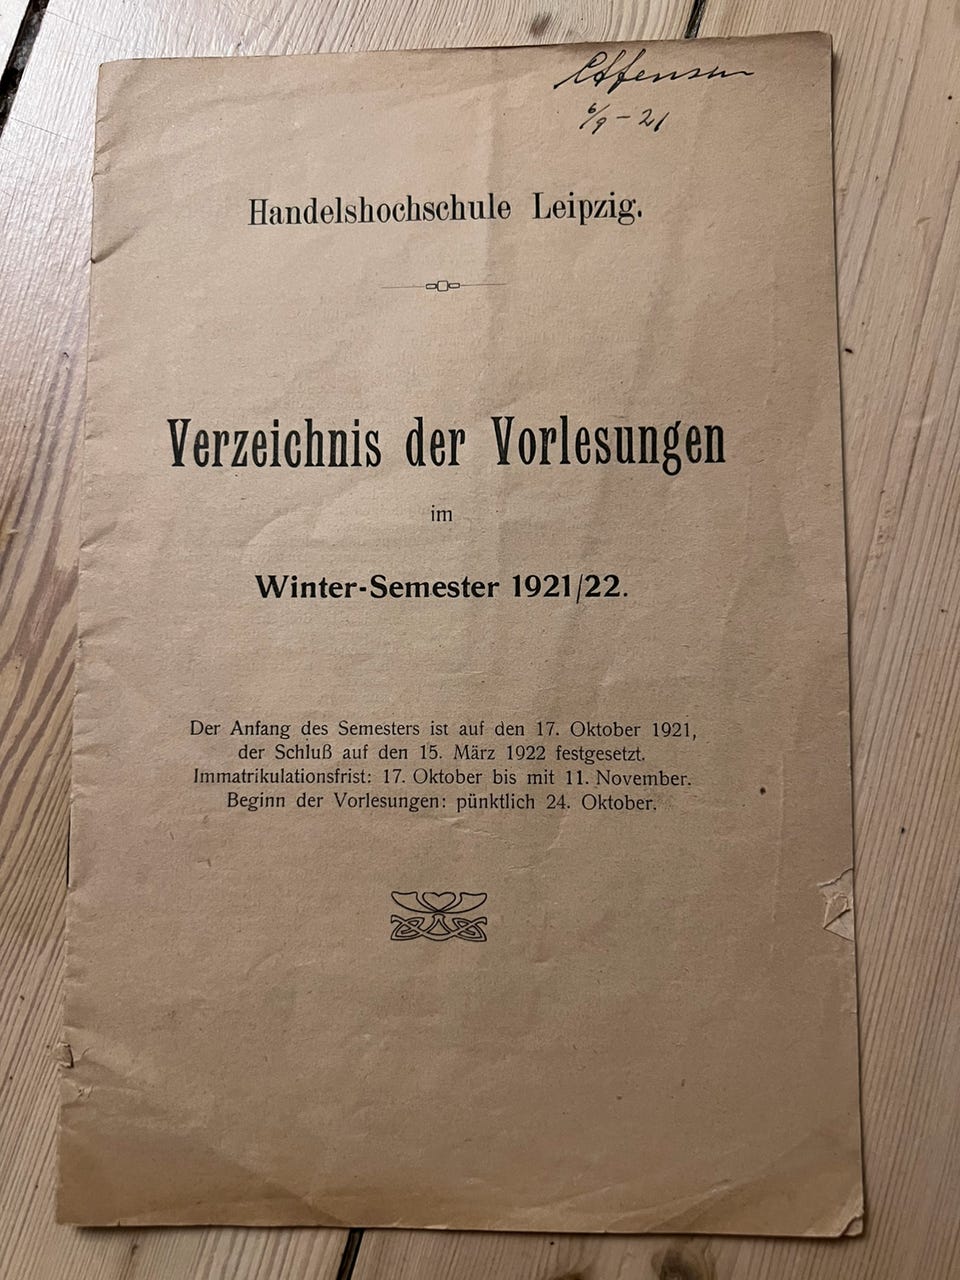 6/9 - 21
Handelshochschule Leipzig.
Verzeichnis der Vorlesungen
im
Winter-Semester 1921/22.
Der Anfang des Semesters ist auf den 17. Oktober 1921,
der Schluß auf den 15. März 1922 festgesetzt.
Immatrikulationsfrist: 17. Oktober bis mit 11. November.
Beginn der Vorlesungen: pünktlich 24. Oktober.